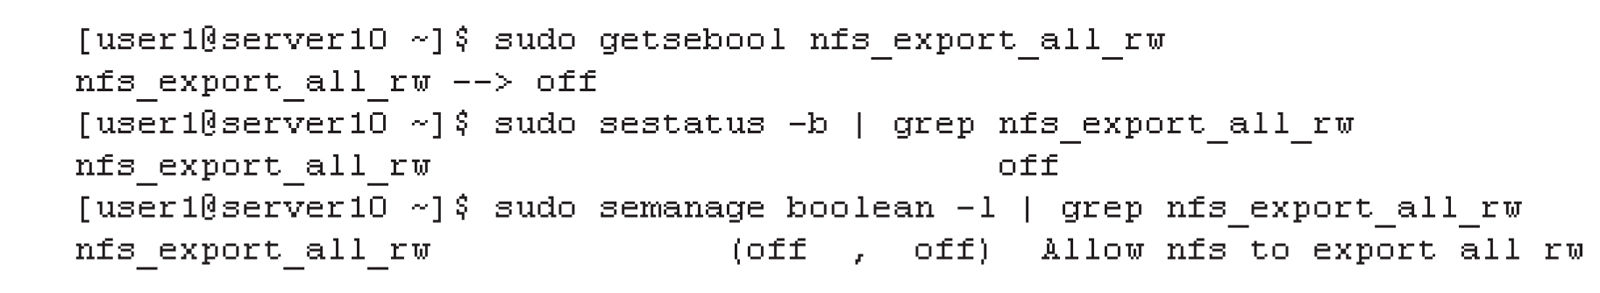 [user1@server10 ~]$ sudo getsebool nfs_export_all_rw
nfs_export_all_rw --> off
[user1@server10 ~]$ sudo sestatus -b | grep nfs_export_all_rw
nfs_export_all_rw                           off
[user1@server10 ~]$ sudo semanage boolean -l | grep nfs_export_all_rw
nfs_export_all_rw              (off  ,  off)  Allow nfs to export all rw